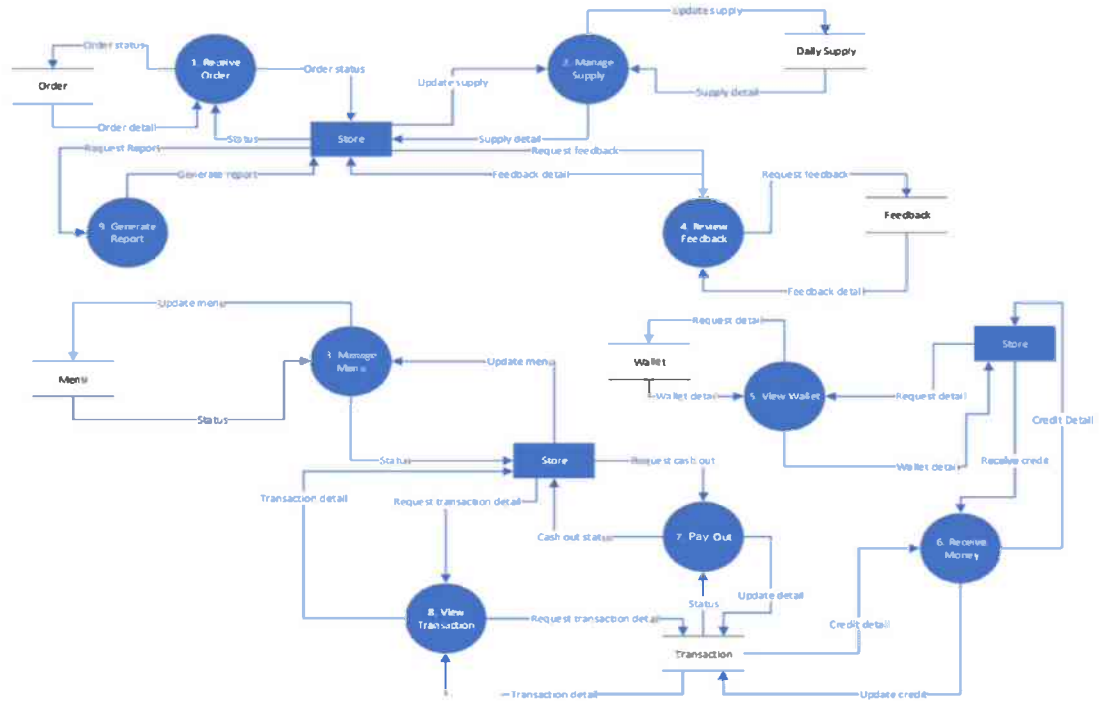 Update supply
Order status
1. Receive
Order
Order status
Order
Update supply
2. Manage
Supply
Daily Supply
Supply detail
Order detail
Status
Store
Supply detail
Request Report
Request feedback
Generate report
Feedback detail
Request feedback
9. Generate
Report
4. Review
Feedback
Feedback
Feedback detail
Update menu
Request detail
Store
Menu
3. Manage
Menu
Update menu
Wallet
Wallet detail
5. View Wallet
Request detail
Status
Credit Detail
Status
Store
Request cash out
Wallet detail
Receive credit
Transaction detail
Request transaction detail
Cash out status
7. Pay Out
6. Receive
Money
8. View
Transaction
Request transaction detail
Status
Update detail
Credit detail
Transaction
Transaction detail
Update credit